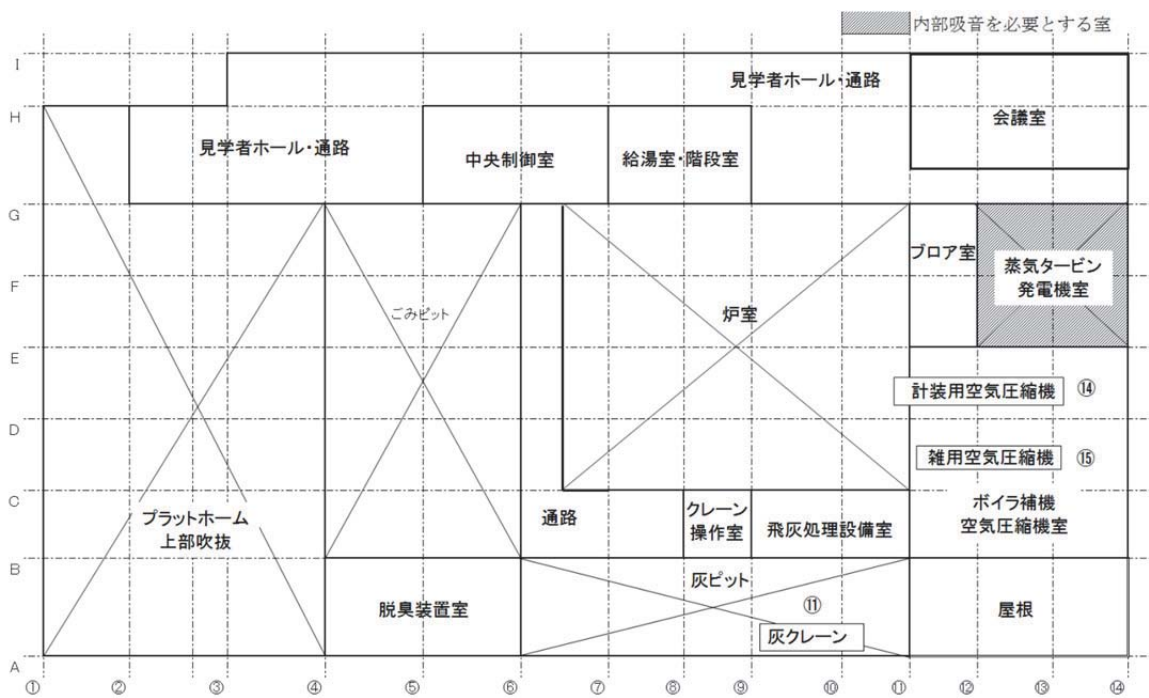 内部吸音を必要とする室
I
見学者ホール・通路
H
会議室
見学者ホール・通路
中央制御室
給湯室・階段室
G
ブロア室
蒸気タービン
発電機室
F
ごみピット
炉室
E
計装用空気圧縮機 ⑭
D
雑用空気圧縮機 ⑮
C
プラットホーム
上部吹抜
通路
クレーン
操作室
飛灰処理設備室
ボイラ補機
空気圧縮機室
B
灰ピット
脱臭装置室
⑪
灰クレーン
屋根
A
① ② ③ ④ ⑤ ⑥ ⑦ ⑧ ⑨ ⑩ ⑪ ⑫ ⑬ ⑭